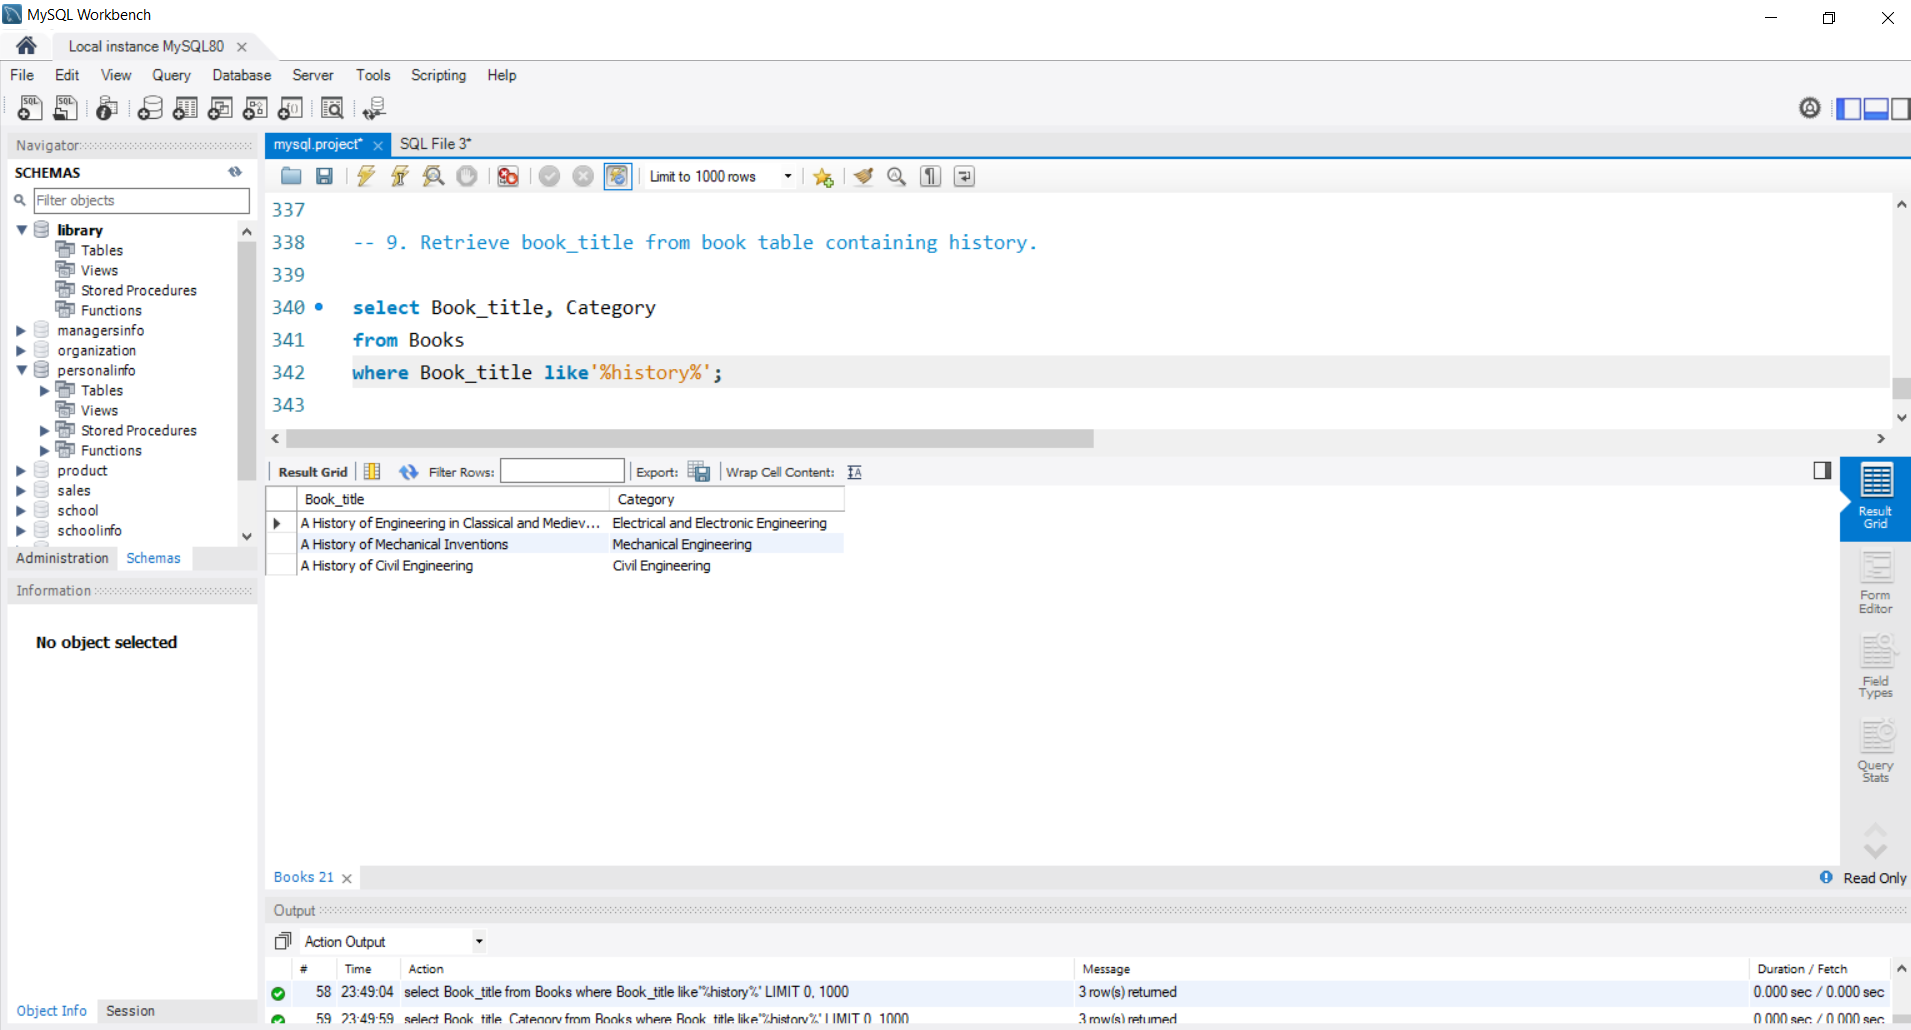 MySQL Workbench
Local instance MySQL80
File Edit View Query Database Server Tools Scripting Help
Navigator
SCHEMAS
Filter objects
library
Tables
Views
Stored Procedures
Functions
managersinfo
organization
personalinfo
Tables
Views
Stored Procedures
Functions
product
sales
school
schoolinfo
Administration Schemas
Information
No object selected
Object Info Session
mysql.project* SQL File 3*
Limit to 1000 rows
337
338 -- 9. Retrieve book_title from book table containing history.
339
340 select Book_title, Category
341 from Books
342 where Book_title like'%history%';
343
Result Grid Filter Rows: Export: Wrap Cell Content:
Book_title Category
A History of Engineering in Classical and Mediev... Electrical and Electronic Engineering
A History of Mechanical Inventions Mechanical Engineering
A History of Civil Engineering Civil Engineering
Result
Grid
Form
Editor
Field
Types
Query
Stats
Books 21 Read Only
Output
Action Output
# Time Action Message Duration / Fetch
58 23:49:04 select Book_title from Books where Book_title like'%history%' LIMIT 0, 1000 3 row(s) returned 0.000 sec / 0.000 sec
59 23:49:59 select Book_title, Category from Books where Book_title like'%history%' LIMIT 0, 1000 3 row(s) returned 0.000 sec / 0.000 sec